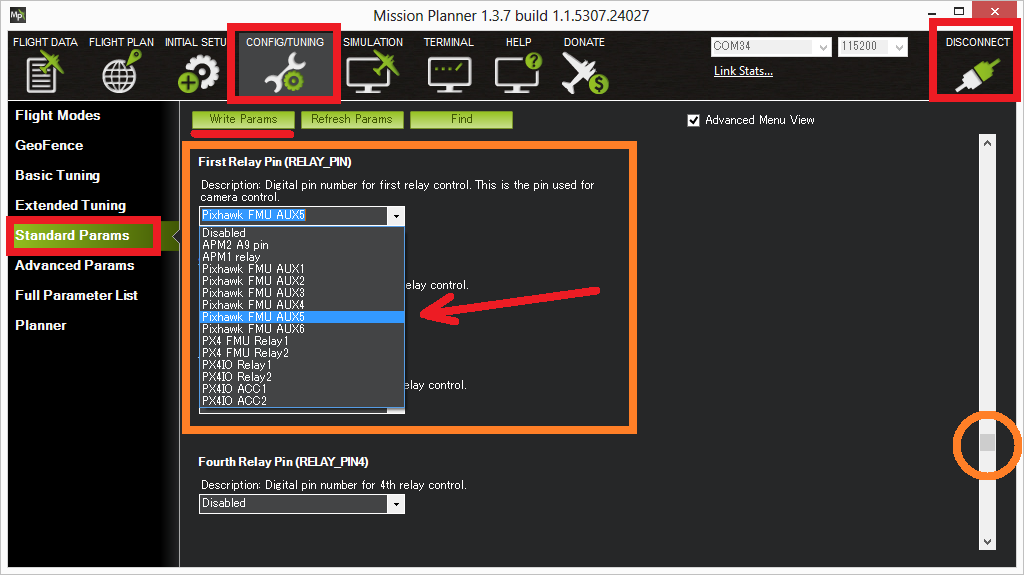 Mp
Mission Planner 1.3.7 build 1.1.5307.24027
FLIGHT DATA FLIGHT PLAN INITIAL SETU CONFIG/TUNING SIMULATION TERMINAL HELP DONATE
COM34 115200
DISCONNECT
Link Stats...
Flight Modes
GeoFence
Basic Tuning
Extended Tuning
Standard Params
Advanced Params
Full Parameter List
Planner
Write Params Refresh Params Find
Advanced Menu View
First Relay Pin (RELAY_PIN)
Description: Digital pin number for first relay control. This is the pin used for
camera control.
Pixhawk FMU AUX5
Disabled
APM2 A9 pin
APM1 relay
Pixhawk FMU AUX1
Pixhawk FMU AUX2
elay control.
Pixhawk FMU AUX3
Pixhawk FMU AUX4
Pixhawk FMU AUX5
Pixhawk FMU AUX6
PX4 FMU Relay1
PX4 FMU Relay2
PX4IO Relay1
PX4IO Relay2
elay control.
PX4IO ACC1
PX4IO ACC2
Fourth Relay Pin (RELAY_PIN4)
Description: Digital pin number for 4th relay control.
Disabled